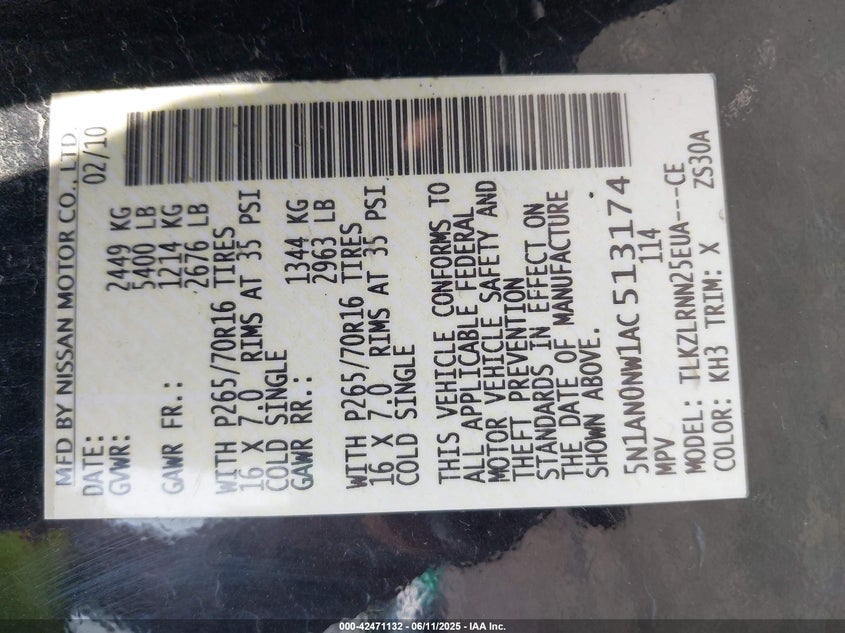 MFD BY NISSAN MOTOR CO., LTD.
DATE: 02/10
GVWR: 2449 KG
5400 LB
GAWR FR.: 1214 KG
2676 LB
WITH P265/70R16 TIRES
16 X 7.0 RIMS AT 35 PSI
COLD SINGLE
GAWR RR.: 1344 KG
2963 LB
WITH P265/70R16 TIRES
16 X 7.0 RIMS AT 35 PSI
COLD SINGLE
THIS VEHICLE CONFORMS TO
ALL APPLICABLE FEDERAL
MOTOR VEHICLE SAFETY AND
THEFT PREVENTION
STANDARDS IN EFFECT ON
THE DATE OF MANUFACTURE
SHOWN ABOVE.
5N1AN0NW1AC513174
MPV 114
MODEL: TLKZLRNN25EUA---CE
COLOR: KH3 TRIM: X ZS30A
000-42471132 - 06/11/2025 - IAA Inc.